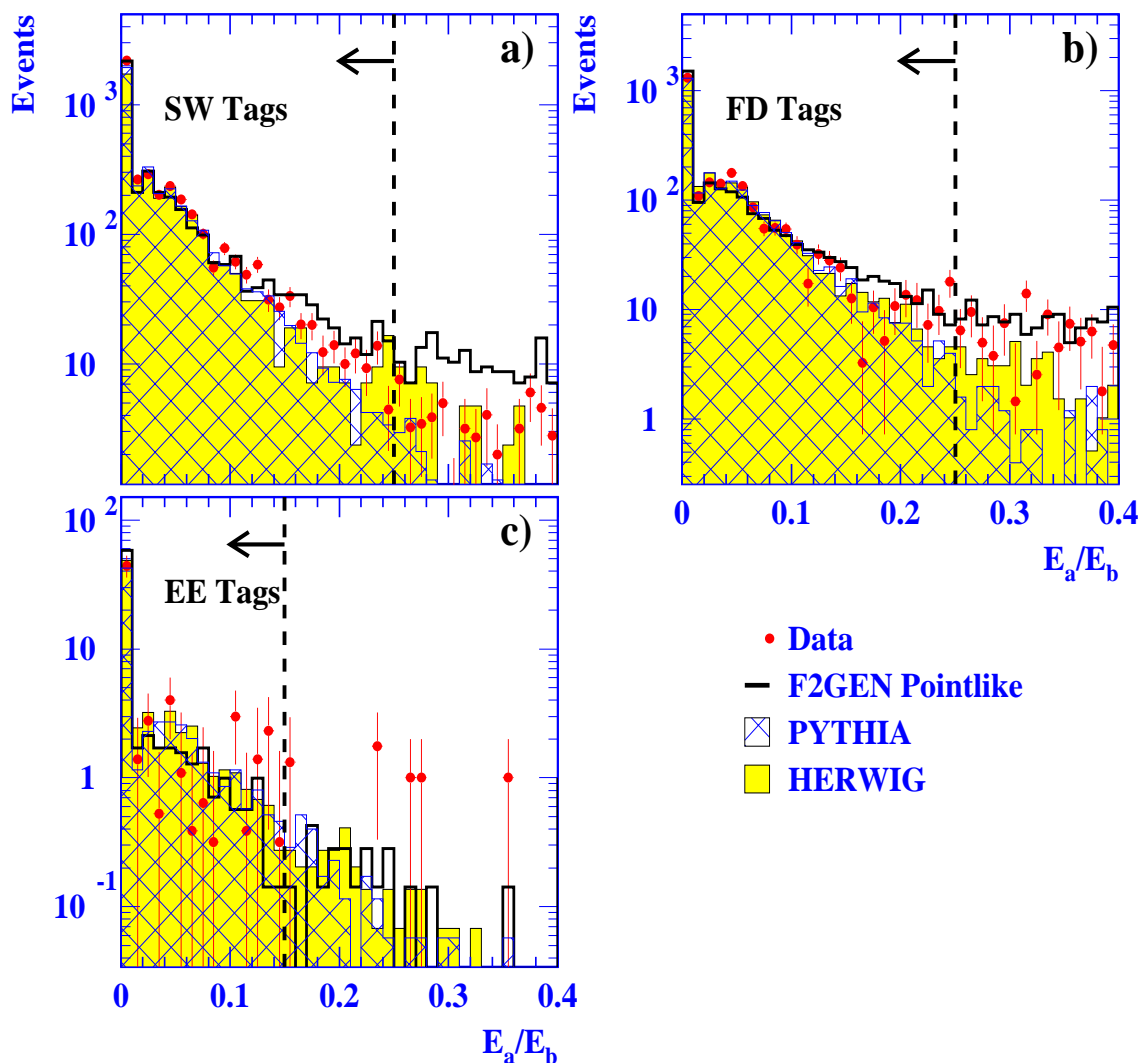 Events
a)
SW Tags
10^3
10^2
10
Events
b)
FD Tags
10^3
10^2
10
1
0 0.1 0.2 0.3 0.4
E_a/E_b
c)
EE Tags
10^2
10
1
10^-1
0 0.1 0.2 0.3 0.4
E_a/E_b
Data
F2GEN Pointlike
PYTHIA
HERWIG